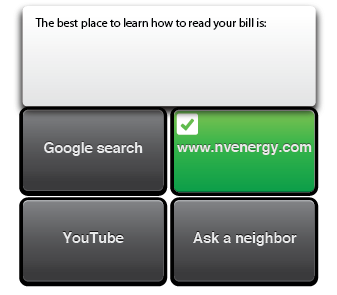 The best place to learn how to read your bill is:
Google search
www.nvenergy.com
YouTube
Ask a neighbor